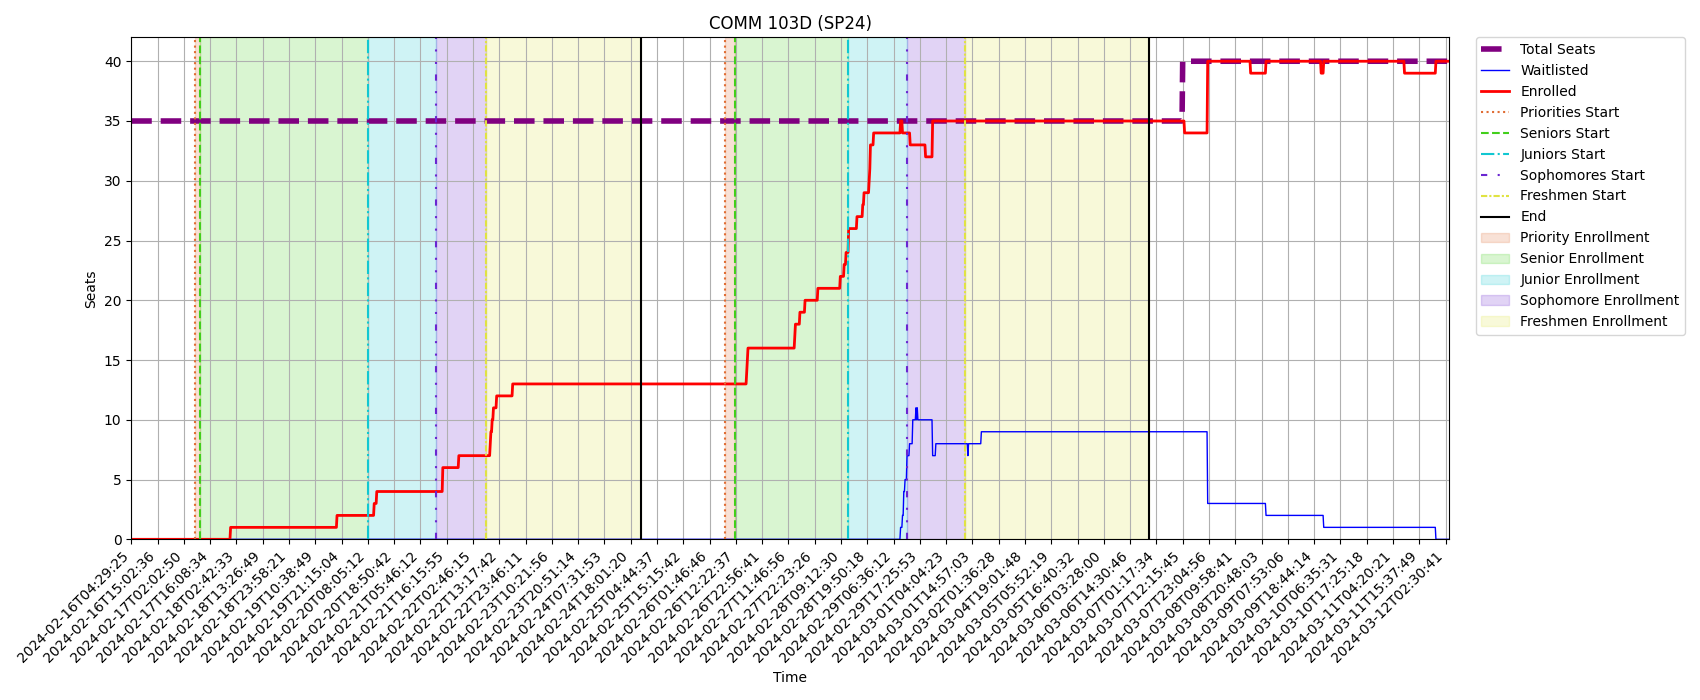 COMM 103D (SP24)
Seats
40
35
30
25
20
15
10
5
0
2024-02-16T04:29:25
2024-02-16T15:02:36
2024-02-17T02:02:50
2024-02-17T16:08:34
2024-02-18T02:42:33
2024-02-18T13:26:49
2024-02-18T23:58:21
2024-02-19T10:38:49
2024-02-19T21:15:04
2024-02-20T08:05:12
2024-02-20T18:50:42
2024-02-21T05:46:12
2024-02-21T16:15:55
2024-02-22T02:46:15
2024-02-22T13:17:42
2024-02-22T23:46:11
2024-02-23T10:21:56
2024-02-23T20:51:14
2024-02-24T07:31:53
2024-02-24T18:01:20
2024-02-25T04:44:37
2024-02-25T15:15:42
2024-02-26T01:46:46
2024-02-26T12:22:37
2024-02-26T22:56:41
2024-02-27T11:46:56
2024-02-27T22:23:26
2024-02-28T09:12:30
2024-02-28T19:50:18
2024-02-29T06:36:12
2024-02-29T17:25:53
2024-03-01T04:04:23
2024-03-01T14:57:03
2024-03-02T01:36:28
2024-03-04T19:01:48
2024-03-05T05:52:19
2024-03-05T16:40:32
2024-03-06T03:28:00
2024-03-06T14:30:46
2024-03-07T01:17:34
2024-03-07T12:15:45
2024-03-07T23:04:56
2024-03-08T09:58:41
2024-03-08T20:48:03
2024-03-09T07:53:06
2024-03-09T18:44:14
2024-03-10T06:35:31
2024-03-10T17:25:18
2024-03-11T04:20:21
2024-03-11T15:37:49
2024-03-12T02:30:41
Time
Total Seats
Waitlisted
Enrolled
Priorities Start
Seniors Start
Juniors Start
Sophomores Start
Freshmen Start
End
Priority Enrollment
Senior Enrollment
Junior Enrollment
Sophomore Enrollment
Freshmen Enrollment